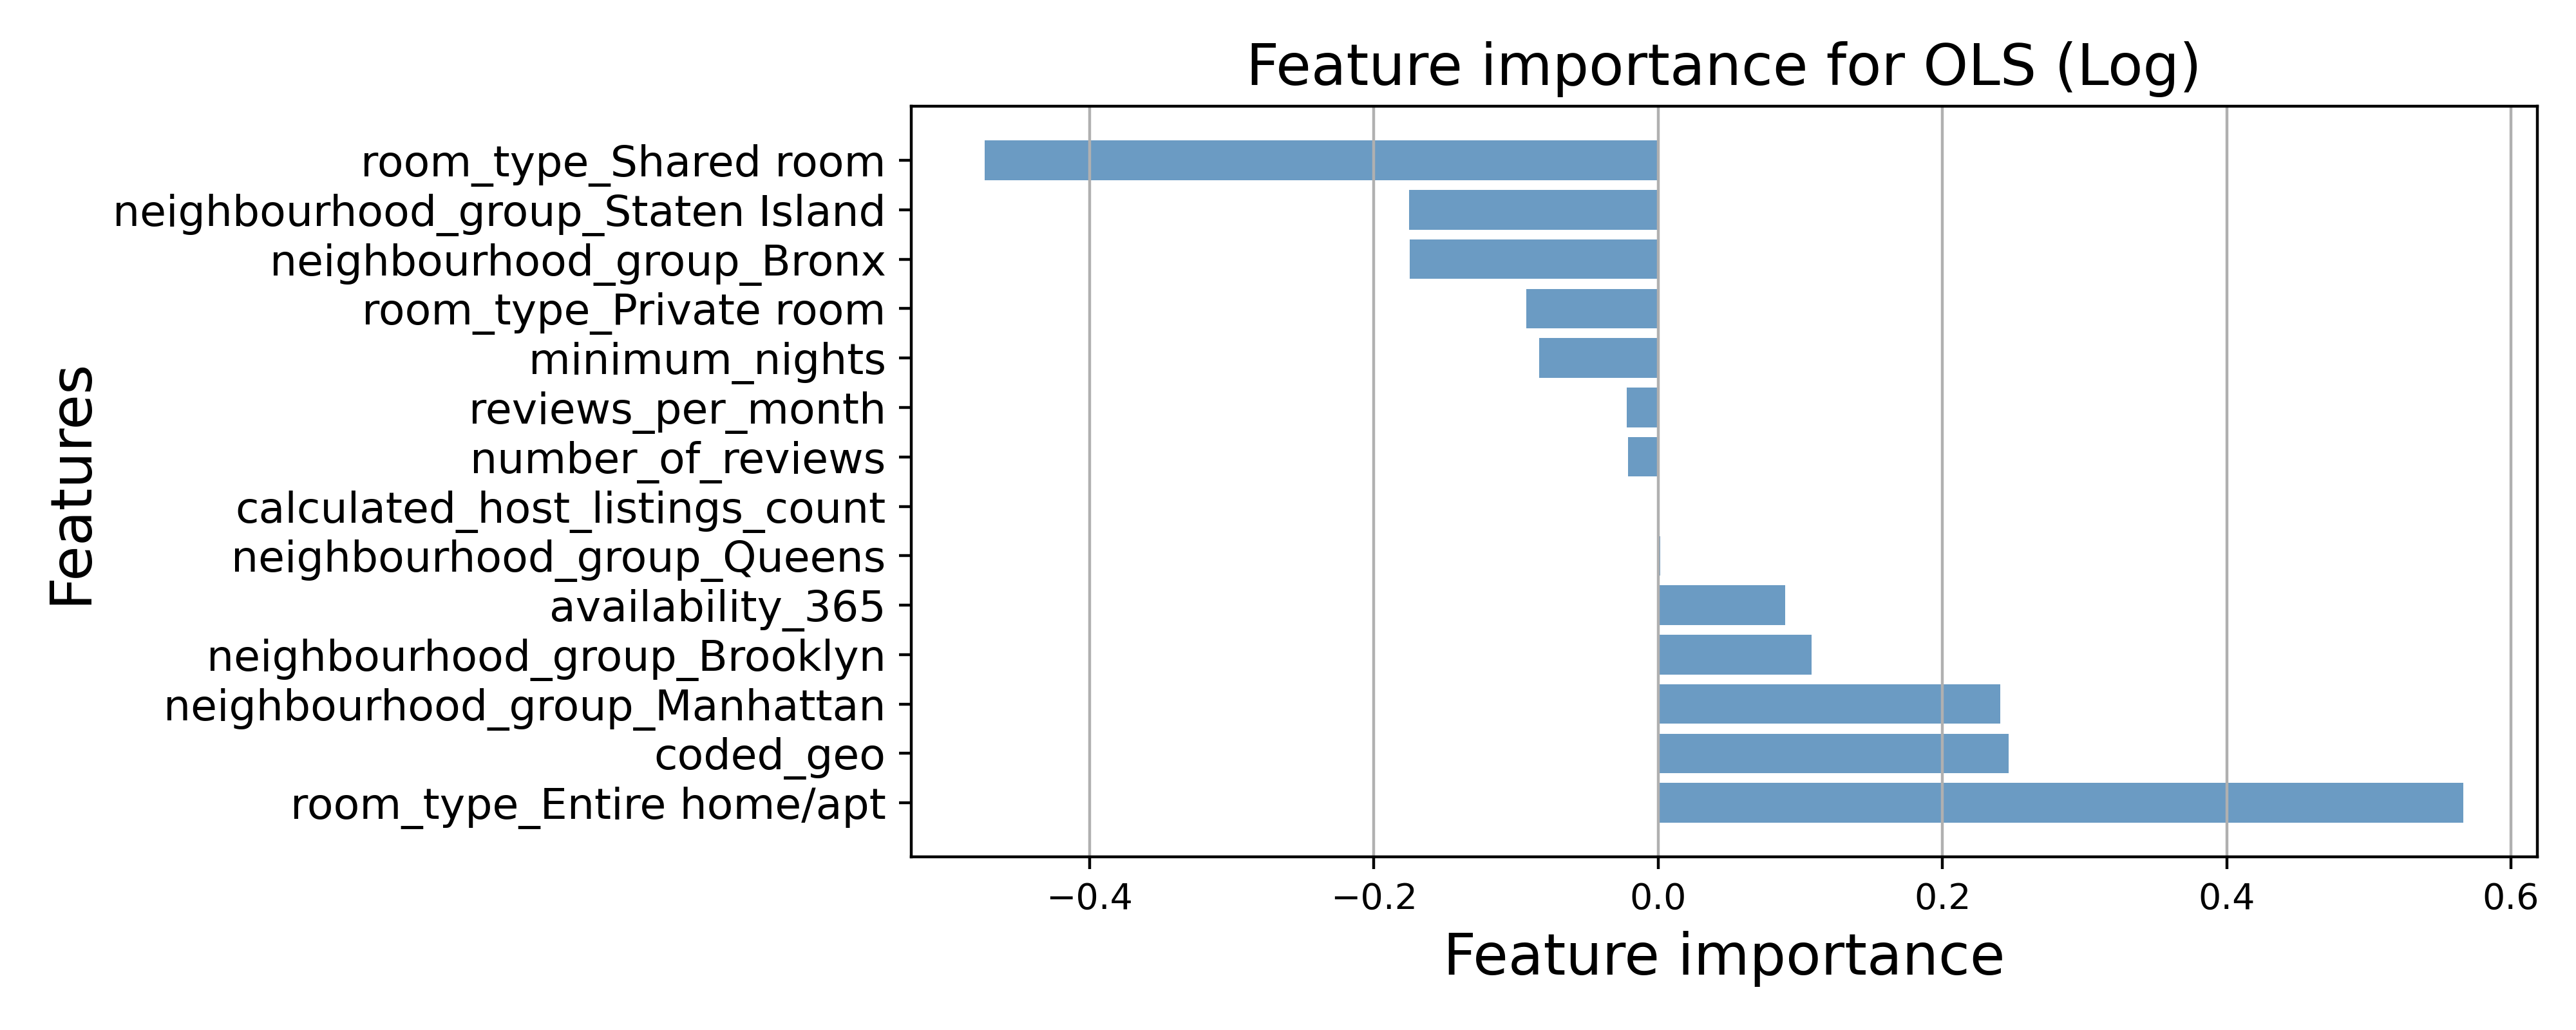 Feature importance for OLS (Log)
room_type_Shared room
neighbourhood_group_Staten Island
neighbourhood_group_Bronx
room_type_Private room
minimum_nights
reviews_per_month
number_of_reviews
calculated_host_listings_count
neighbourhood_group_Queens
availability_365
neighbourhood_group_Brooklyn
neighbourhood_group_Manhattan
coded_geo
room_type_Entire home/apt
Features
−0.4 −0.2 0.0 0.2 0.4 0.6
Feature importance